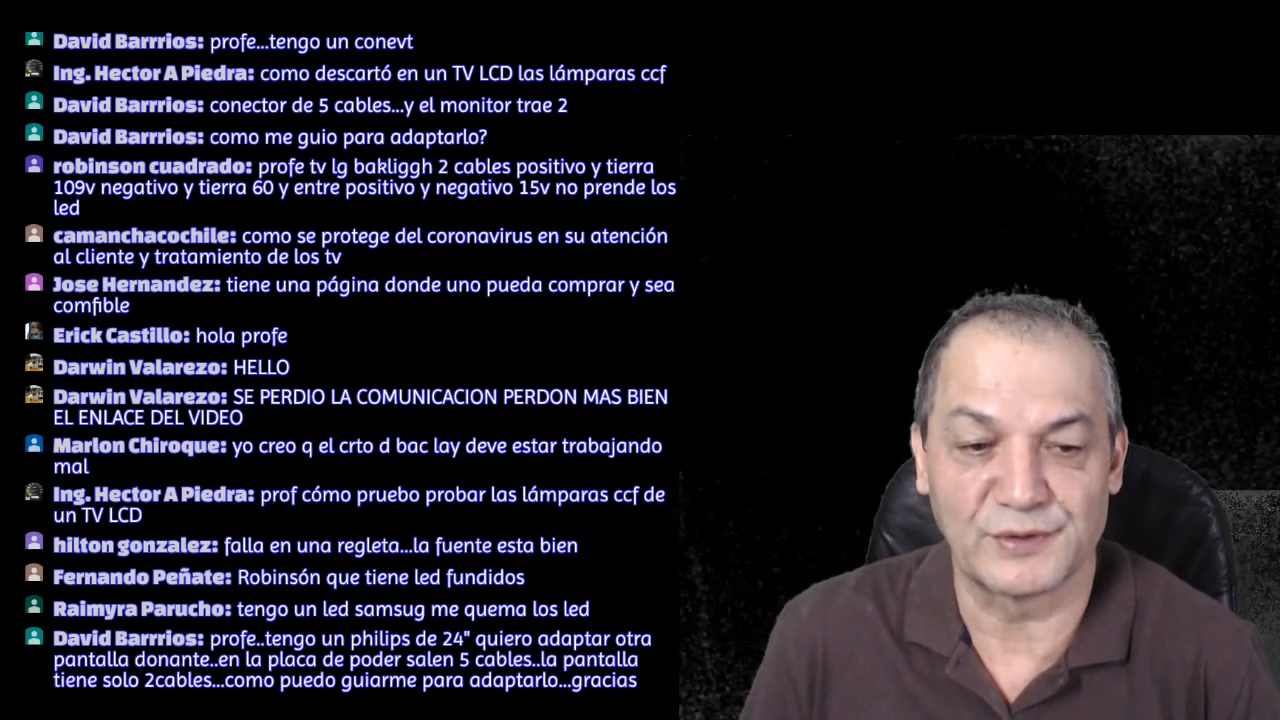 David Barrrios: profe...tengo un conevt
Ing. Hector A Piedra: como descartó en un TV LCD las lámparas ccf
David Barrrios: conector de 5 cables...y el monitor trae 2
David Barrrios: como me guio para adaptarlo?
robinson cuadrado: profe tv lg bakliggh 2 cables positivo y tierra
109v negativo y tierra 60 y entre positivo y negativo 15v no prende los
led
camanchacochile: como se protege del coronavirus en su atención
al cliente y tratamiento de los tv
Jose Hernandez: tiene una página donde uno pueda comprar y sea
comfible
Erick Castillo: hola profe
Darwin Valarezo: HELLO
Darwin Valarezo: SE PERDIO LA COMUNICACION PERDON MAS BIEN
EL ENLACE DEL VIDEO
Marlon Chiroque: yo creo q el crto d bac lay deve estar trabajando
mal
Ing. Hector A Piedra: prof cómo pruebo probar las lámparas ccf de
un TV LCD
hilton gonzalez: falla en una regleta...la fuente esta bien
Fernando Peñate: Robinsón que tiene led fundidos
Raimyra Parucho: tengo un led samsug me quema los led
David Barrrios: profe..tengo un philips de 24" quiero adaptar otra
pantalla donante..en la placa de poder salen 5 cables..la pantalla
tiene solo 2cables...como puedo guiarme para adaptarlo...gracias